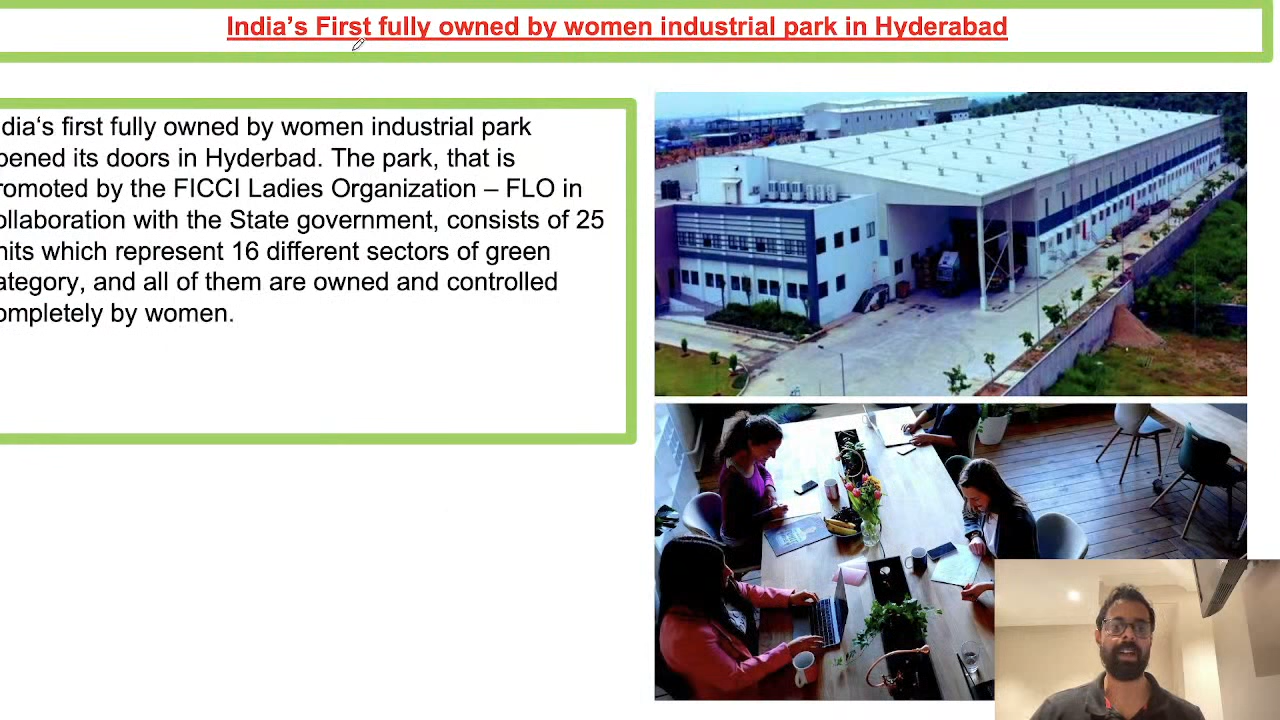 India's First fully owned by women industrial park in Hyderabad
dia‘s first fully owned by women industrial park
pened its doors in Hyderbad. The park, that is
romoted by the FICCI Ladies Organization – FLO in
ollaboration with the State government, consists of 25
nits which represent 16 different sectors of green
ategory, and all of them are owned and controlled
ompletely by women.